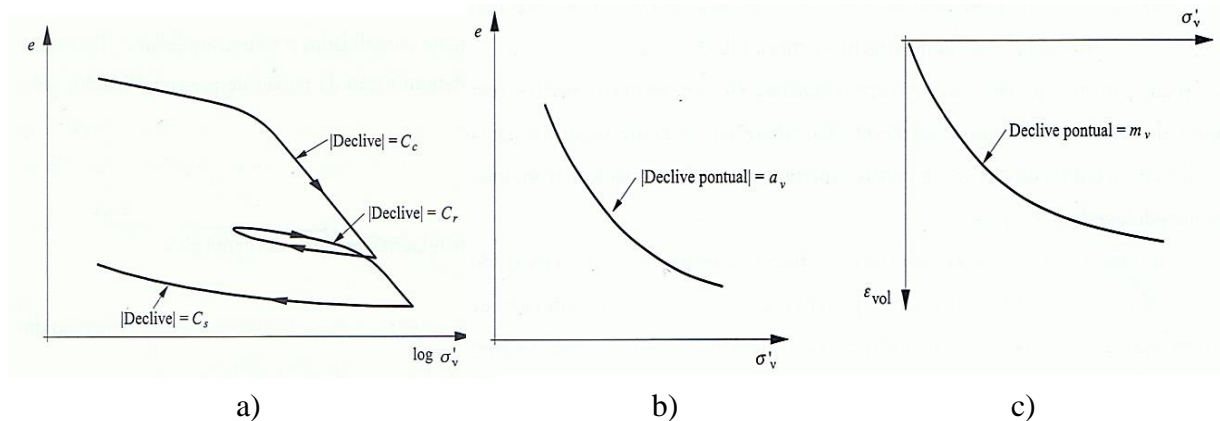 e
|Declive| = C_c
|Declive| = C_r
|Declive| = C_s
log σ'_v
a)
e
|Declive pontual| = a_v
σ'_v
b)
σ'_v
Declive pontual = m_v
ε_vol
c)